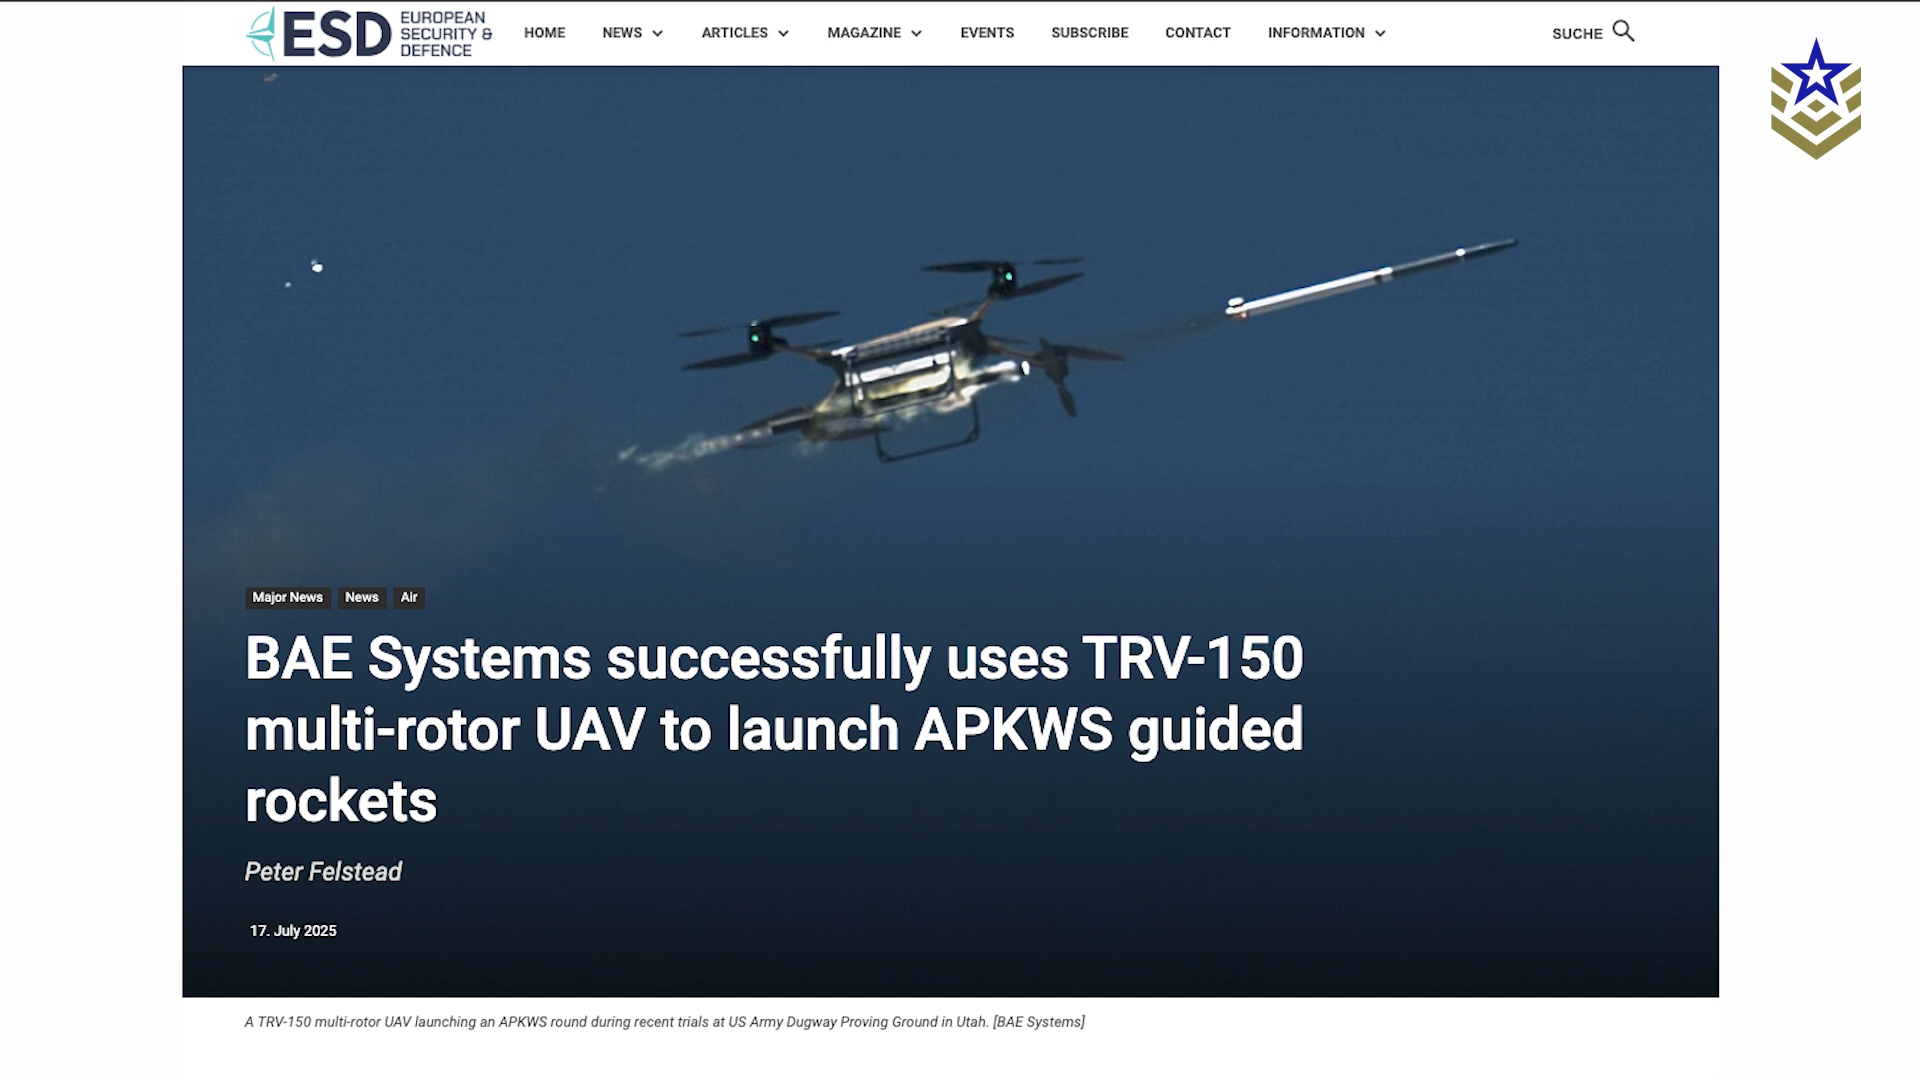 ESD EUROPEAN
SECURITY &
DEFENCE
HOME NEWS ARTICLES MAGAZINE EVENTS SUBSCRIBE CONTACT INFORMATION SUCHE
Major News News Air
BAE Systems successfully uses TRV-150
multi-rotor UAV to launch APKWS guided
rockets
Peter Felstead
17. July 2025
A TRV-150 multi-rotor UAV launching an APKWS round during recent trials at US Army Dugway Proving Ground in Utah. [BAE Systems]